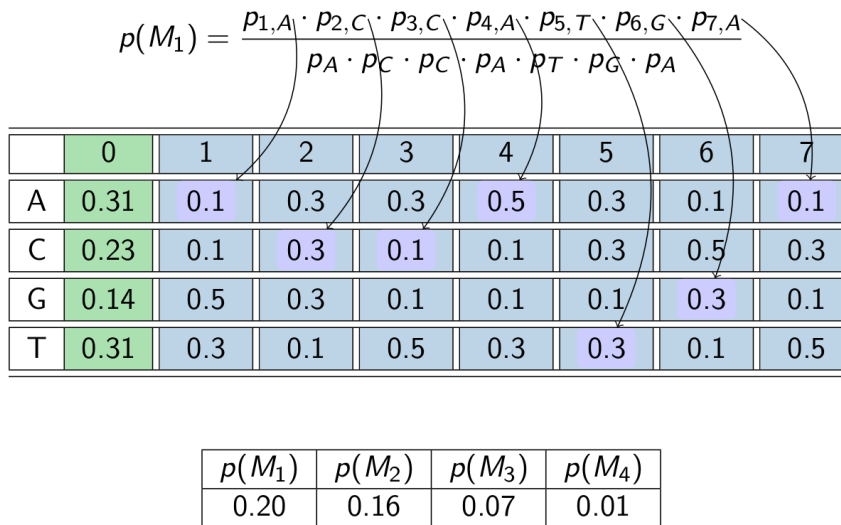 p(M₁) = p₁,A · p₂,C · p₃,C · p₄,A · p₅,T · p₆,G · p₇,A / p_A · p_C · p_C · p_A · p_T · p_G · p_A
0 1 2 3 4 5 6 7
A 0.31 0.1 0.3 0.3 0.5 0.3 0.1 0.1
C 0.23 0.1 0.3 0.1 0.1 0.3 0.5 0.3
G 0.14 0.5 0.3 0.1 0.1 0.1 0.3 0.1
T 0.31 0.3 0.1 0.5 0.3 0.3 0.1 0.5
p(M₁) p(M₂) p(M₃) p(M₄)
0.20 0.16 0.07 0.01